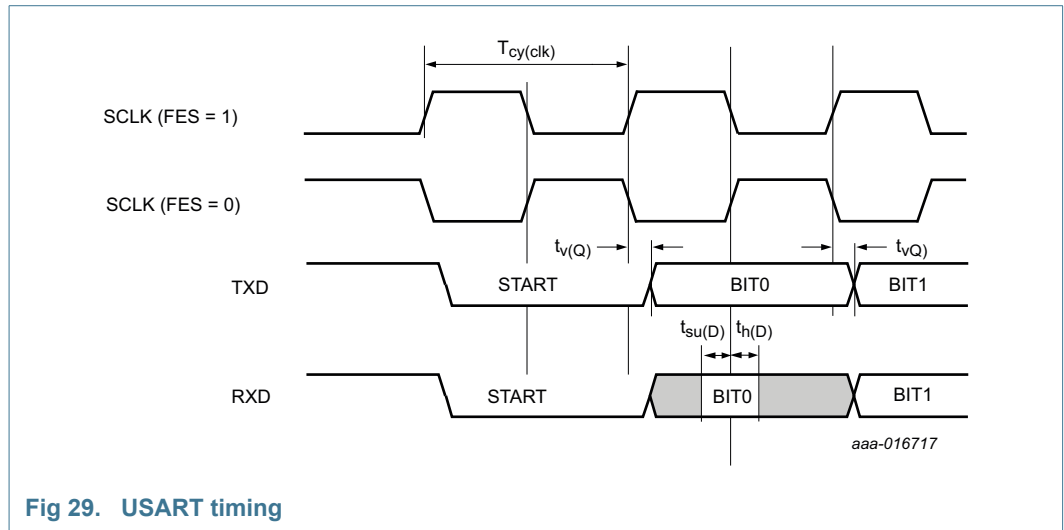 Tcy(clk)
SCLK (FES = 1)
SCLK (FES = 0)
tv(Q) tvQ)
TXD START BIT0 BIT1
tsu(D) th(D)
RXD START BIT0 BIT1
aaa-016717
Fig 29. USART timing